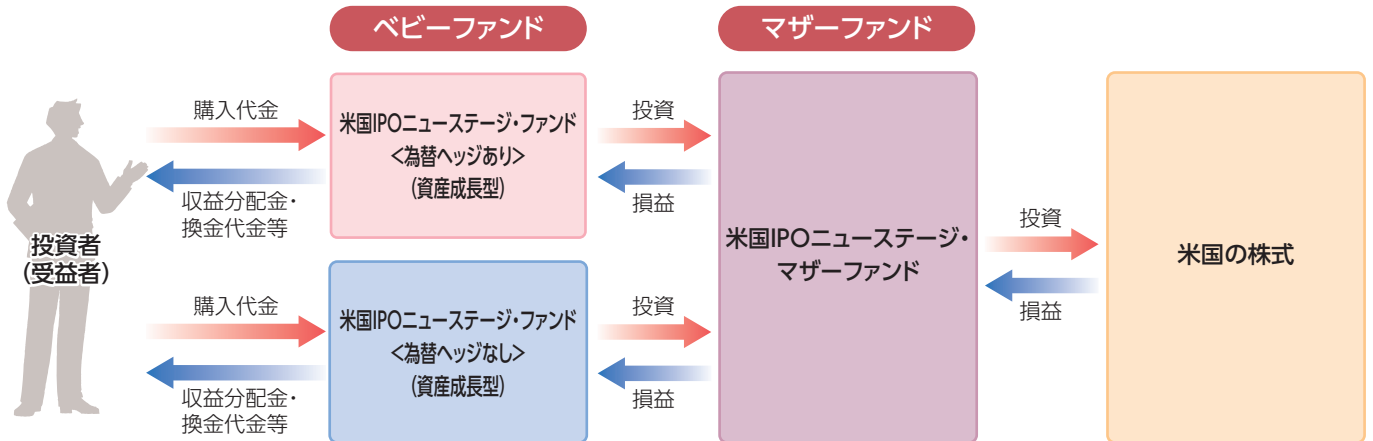 ベビーファンド
マザーファンド
投資者
(受益者)
購入代金
収益分配金・
換金代金等
米国IPOニューステージ・ファンド
<為替ヘッジあり>
(資産成長型)
投資
損益
購入代金
収益分配金・
換金代金等
米国IPOニューステージ・ファンド
<為替ヘッジなし>
(資産成長型)
投資
損益
米国IPOニューステージ・
マザーファンド
投資
損益
米国の株式